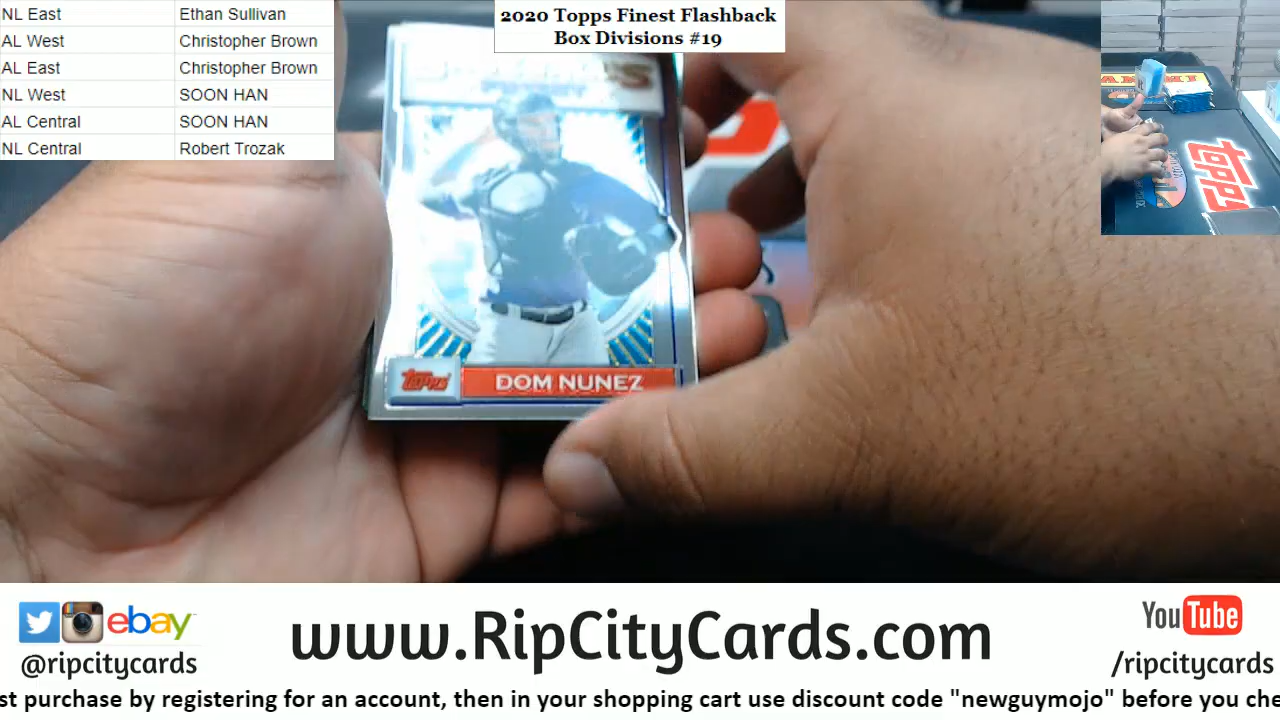 NL East Ethan Sullivan
AL West Christopher Brown
AL East Christopher Brown
NL West SOON HAN
AL Central SOON HAN
NL Central Robert Trozak
2020 Topps Finest Flashback
Box Divisions #19
Topps
Topps
DOM NUNEZ
ebay
@ripcitycards
www.RipCityCards.com
YouTube
/ripcitycards
st purchase by registering for an account, then in your shopping cart use discount code "newguymojo" before you che